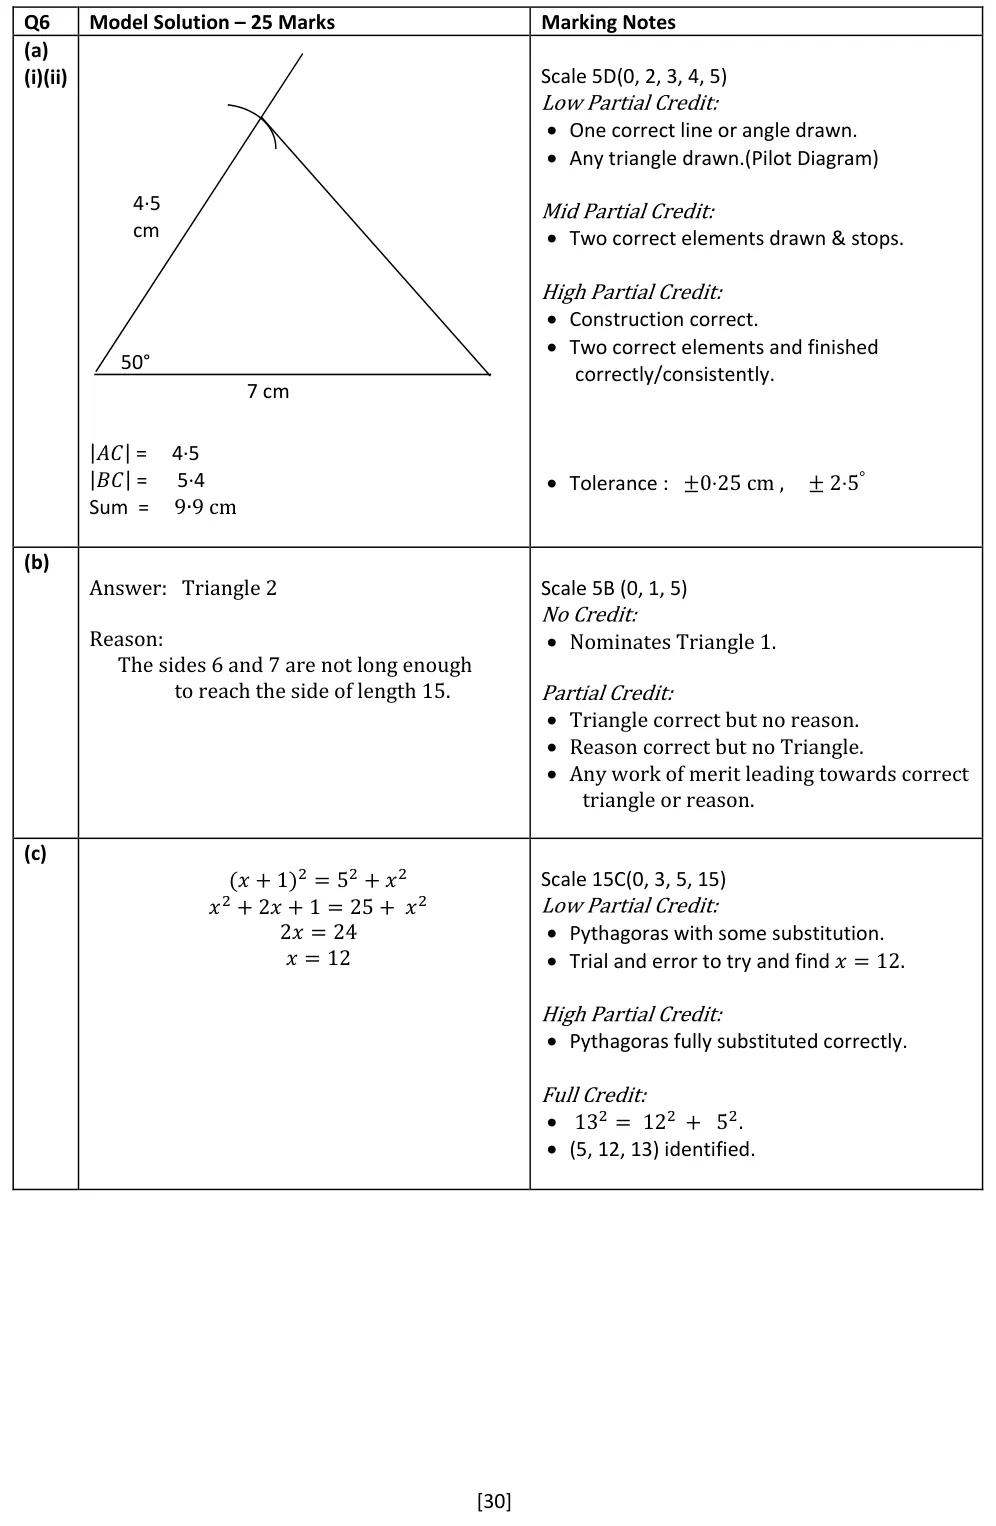 Q6 Model Solution – 25 Marks Marking Notes
(a)
(i)(ii)
4·5
cm
50°
7 cm
|𝐴𝐶| = 4·5
|𝐵𝐶| = 5·4
Sum = 9·9 cm
Scale 5D(0, 2, 3, 4, 5)
Low Partial Credit:
• One correct line or angle drawn.
• Any triangle drawn.(Pilot Diagram)
Mid Partial Credit:
• Two correct elements drawn & stops.
High Partial Credit:
• Construction correct.
• Two correct elements and finished
correctly/consistently.
• Tolerance : ±0·25 cm , ± 2·5°
(b)
Answer: Triangle 2
Reason:
The sides 6 and 7 are not long enough
to reach the side of length 15.
Scale 5B (0, 1, 5)
No Credit:
• Nominates Triangle 1.
Partial Credit:
• Triangle correct but no reason.
• Reason correct but no Triangle.
• Any work of merit leading towards correct
triangle or reason.
(c)
(𝑥 + 1)² = 5² + 𝑥²
𝑥² + 2𝑥 + 1 = 25 + 𝑥²
2𝑥 = 24
𝑥 = 12
Scale 15C(0, 3, 5, 15)
Low Partial Credit:
• Pythagoras with some substitution.
• Trial and error to try and find 𝑥 = 12.
High Partial Credit:
• Pythagoras fully substituted correctly.
Full Credit:
• 13² = 12² + 5².
• (5, 12, 13) identified.
[30]